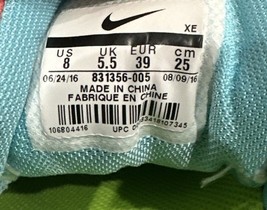 XE
US UK EUR cm
8 5.5 39 25
06/24/16 831356-005 08/09/16
MADE IN CHINA
FABRIQUE EN CHINE
106804416 UPC